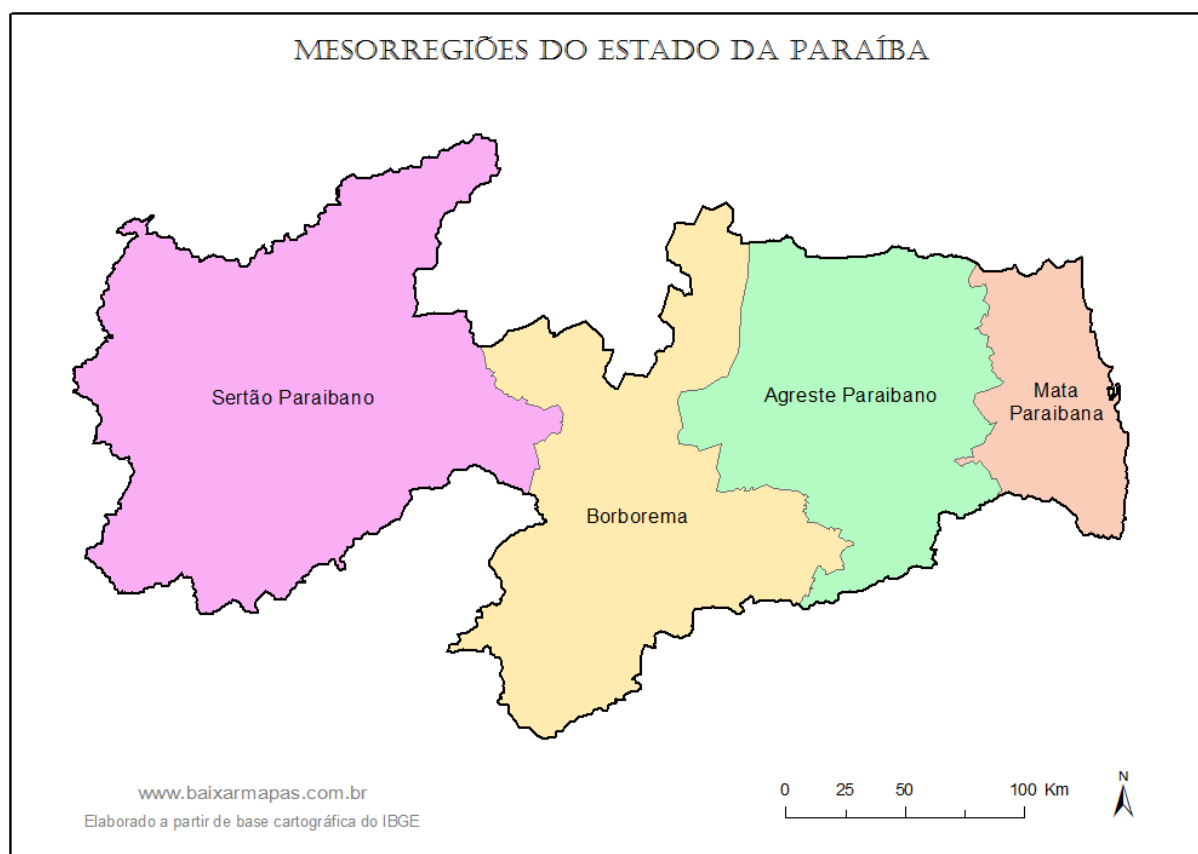 MESORREGIÕES DO ESTADO DA PARAÍBA
Sertão Paraibano
Agreste Paraibano
Mata
Paraibana
Borborema
www.baixarmapas.com.br
Elaborado a partir de base cartográfica do IBGE
0 25 50 100 Km
N